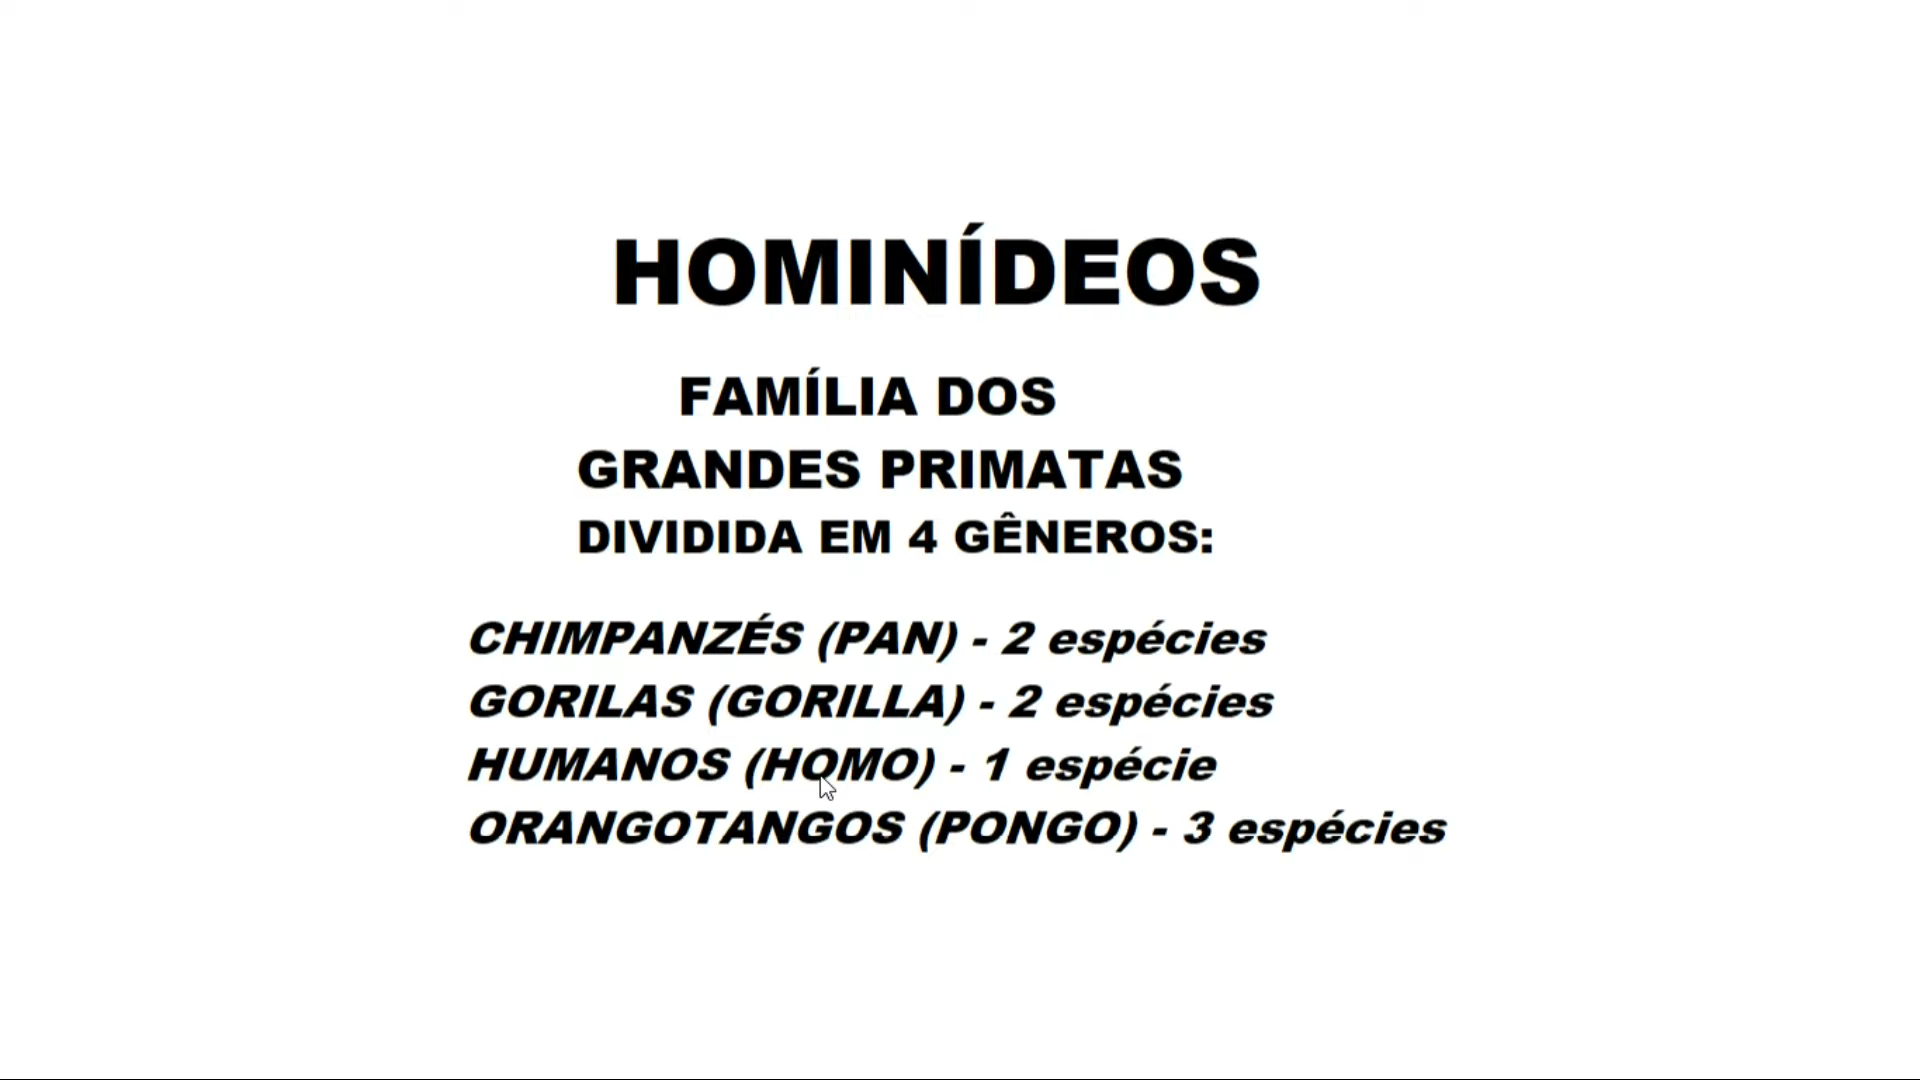 HOMINÍDEOS
FAMÍLIA DOS
GRANDES PRIMATAS
DIVIDIDA EM 4 GÊNEROS:
CHIMPANZÉS (PAN) - 2 espécies
GORILAS (GORILLA) - 2 espécies
HUMANOS (HOMO) - 1 espécie
ORANGOTANGOS (PONGO) - 3 espécies